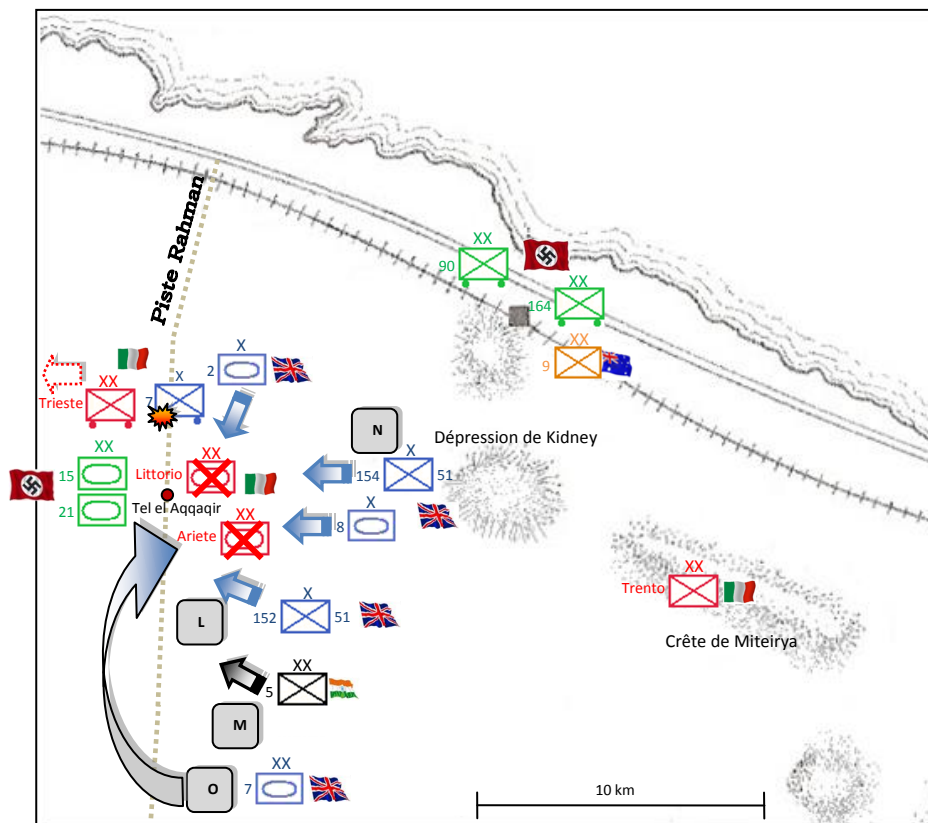 Piste Rahman
XX
90
XX
164
9
XX
Trieste
X
7
X
2
N
Dépression de Kidney
XX
15
21
XX
Littorio
Tel el Aqqaqir
X
154
51
XX
Ariete
X
8
XX
Trento
Crête de Miteirya
L
X
152
51
XX
5
M
O
XX
7
10 km